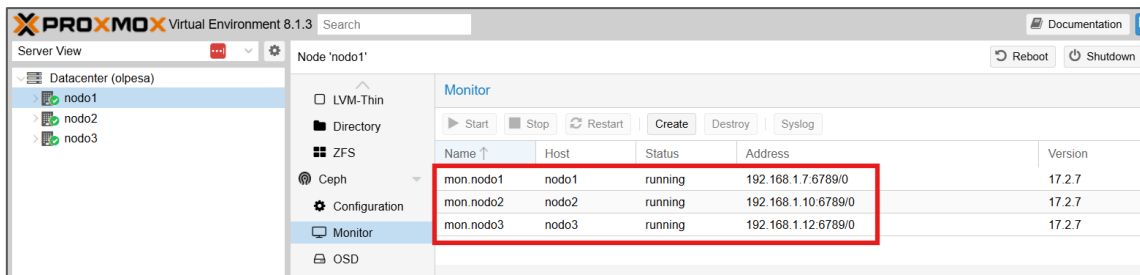 PROXMOX Virtual Environment 8.1.3 Search Documentation
Server View Node 'nodo1' Reboot Shutdown
Datacenter (olpesa)
nodo1
nodo2
nodo3
LVM-Thin
Directory
ZFS
Ceph
Configuration
Monitor
OSD
Monitor
Start Stop Restart Create Destroy Syslog
Name Host Status Address Version
mon.nodo1 nodo1 running 192.168.1.7:6789/0 17.2.7
mon.nodo2 nodo2 running 192.168.1.10:6789/0 17.2.7
mon.nodo3 nodo3 running 192.168.1.12:6789/0 17.2.7